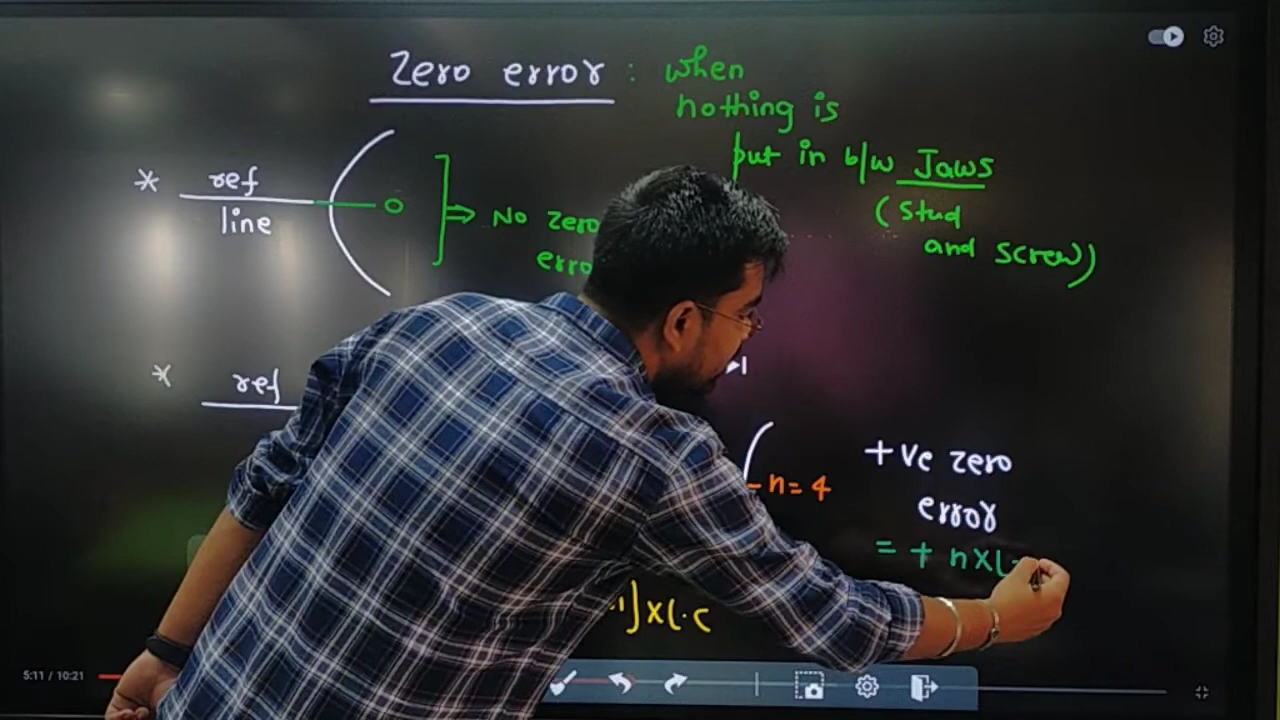 Zero error : when
nothing is
put in b/w Jaws
(stud
and screw)
* ref
line
0
⇒ No zero
* ref
n = 4
+ve zero
error
= + n×L.
1]×L.C
5:11 / 10:21